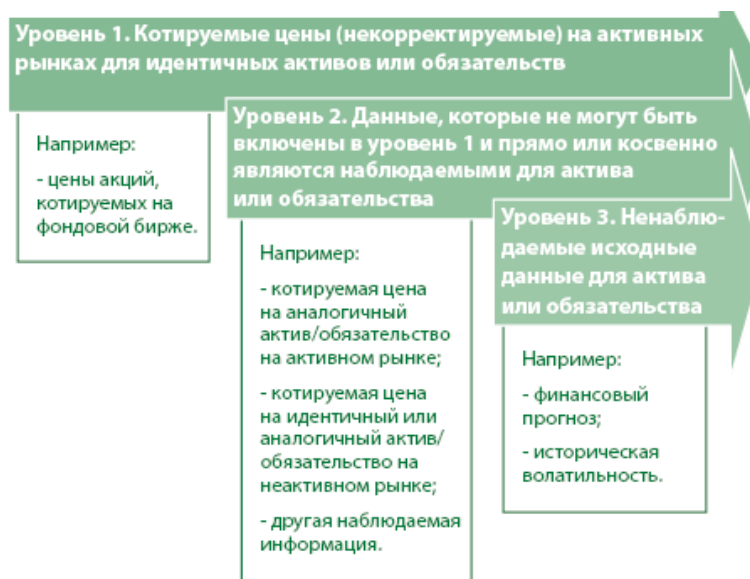 Уровень 1. Котируемые цены (некорректируемые) на активных
рынках для идентичных активов или обязательств
Например:
- цены акций,
котируемых на
фондовой бирже.
Уровень 2. Данные, которые не могут быть
включены в уровень 1 и прямо или косвенно
являются наблюдаемыми для актива
или обязательства
Например:
- котируемая цена
на аналогичный
актив/обязательство
на активном рынке;
- котируемая цена
на идентичный или
аналогичный актив/
обязательство на
неактивном рынке;
- другая наблюдаемая
информация.
Уровень 3. Ненаблю-
даемые исходные
данные для актива
или обязательства
Например:
- финансовый
прогноз;
- историческая
волатильность.